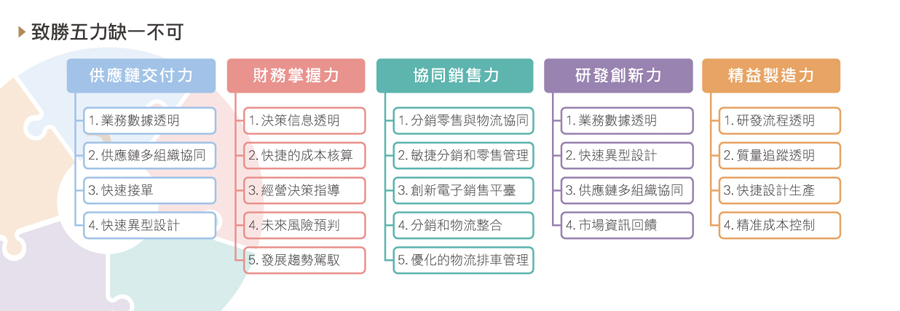 致勝五力缺一不可
供應鏈交付力
1. 業務數據透明
2. 供應鏈多組織協同
3. 快速接單
4. 快速異型設計
財務掌握力
1. 決策信息透明
2. 快捷的成本核算
3. 經營決策指導
4. 未來風險預判
5. 發展趨勢駕馭
協同銷售力
1. 分銷零售與物流協同
2. 敏捷分銷和零售管理
3. 創新電子銷售平臺
4. 分銷和物流整合
5. 優化的物流排車管理
研發創新力
1. 業務數據透明
2. 快速異型設計
3. 供應鏈多組織協同
4. 市場資訊回饋
精益製造力
1. 研發流程透明
2. 質量追蹤透明
3. 快捷設計生產
4. 精准成本控制